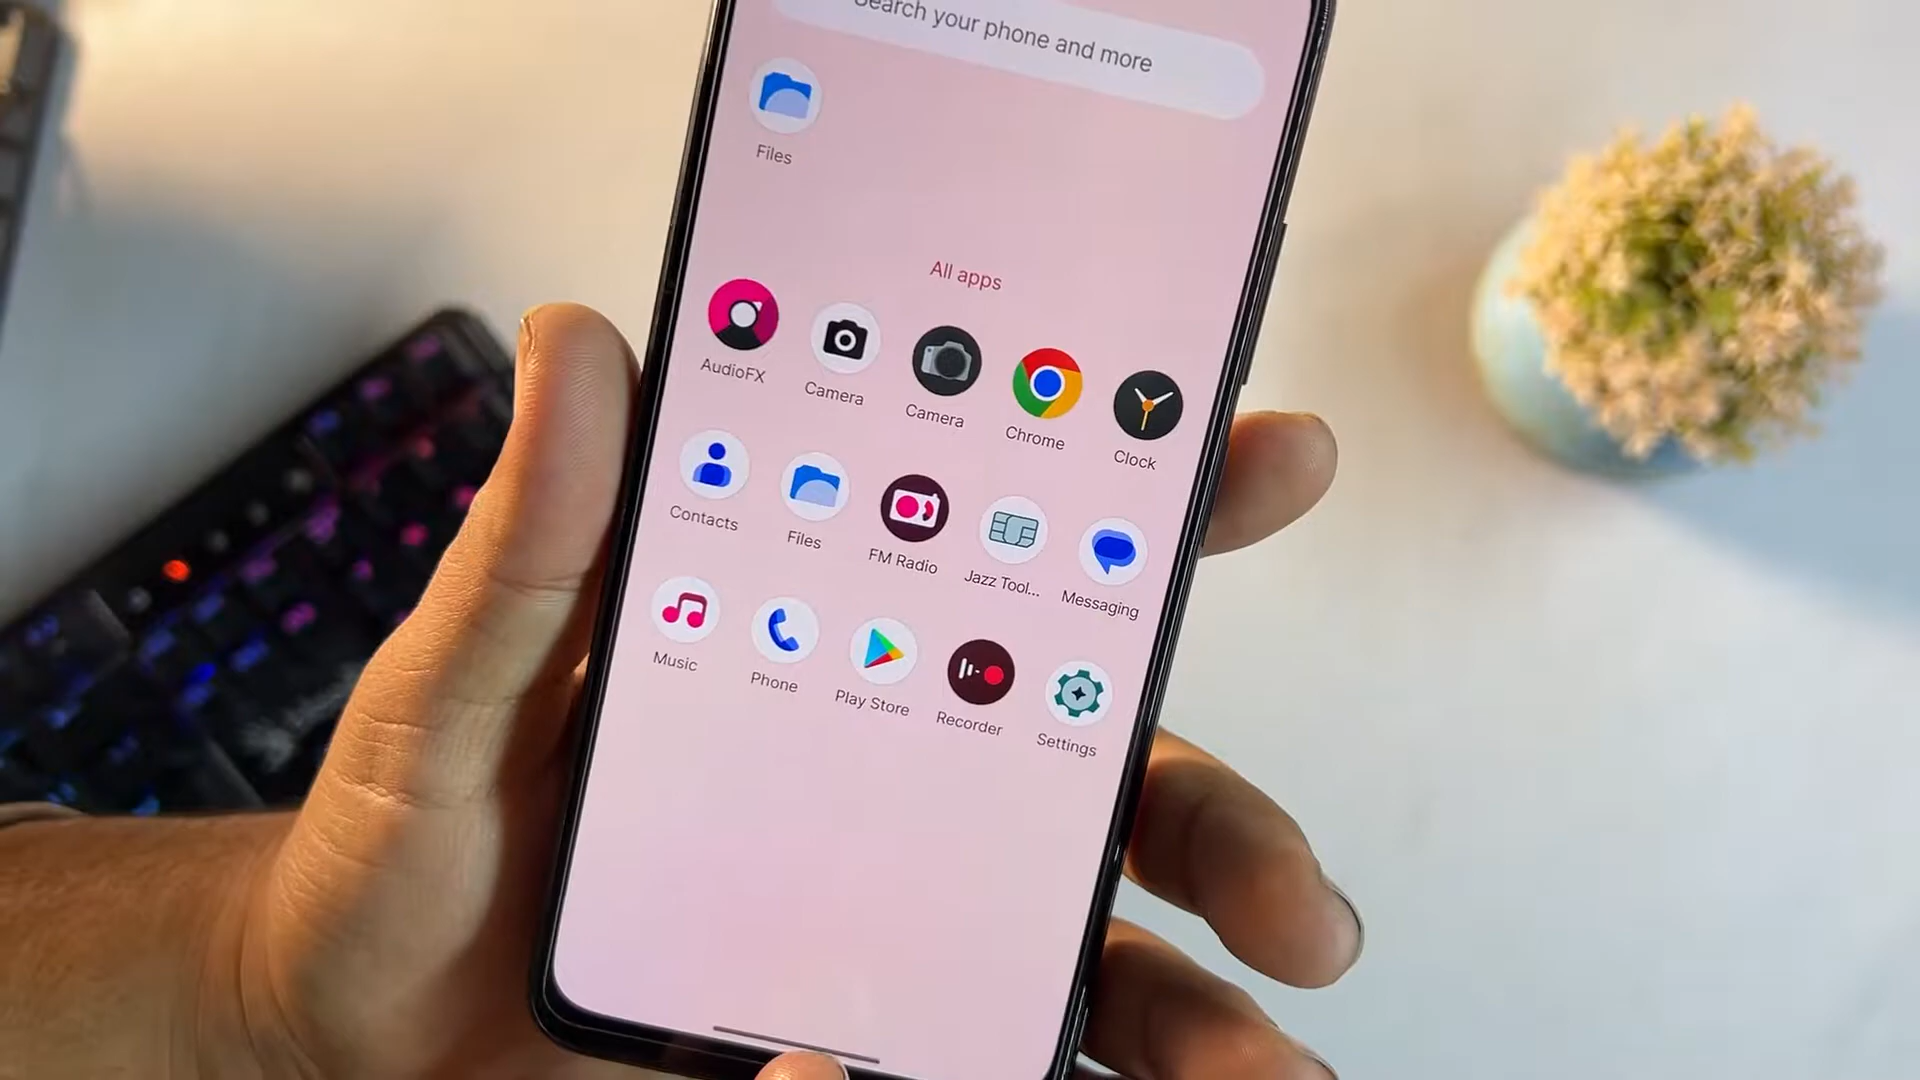 Search your phone and more
Files
All apps
AudioFX
Camera
Camera
Chrome
Clock
Contacts
Files
FM Radio
Jazz Tool...
Messaging
Music
Phone
Play Store
Recorder
Settings